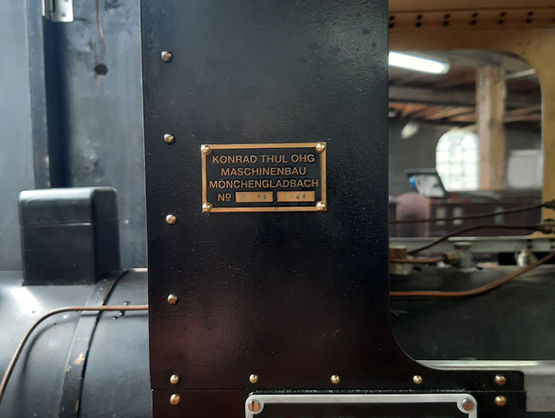 KONRAD THUL OHG
MASCHINENBAU
MÖNCHENGLADBACH
Nº